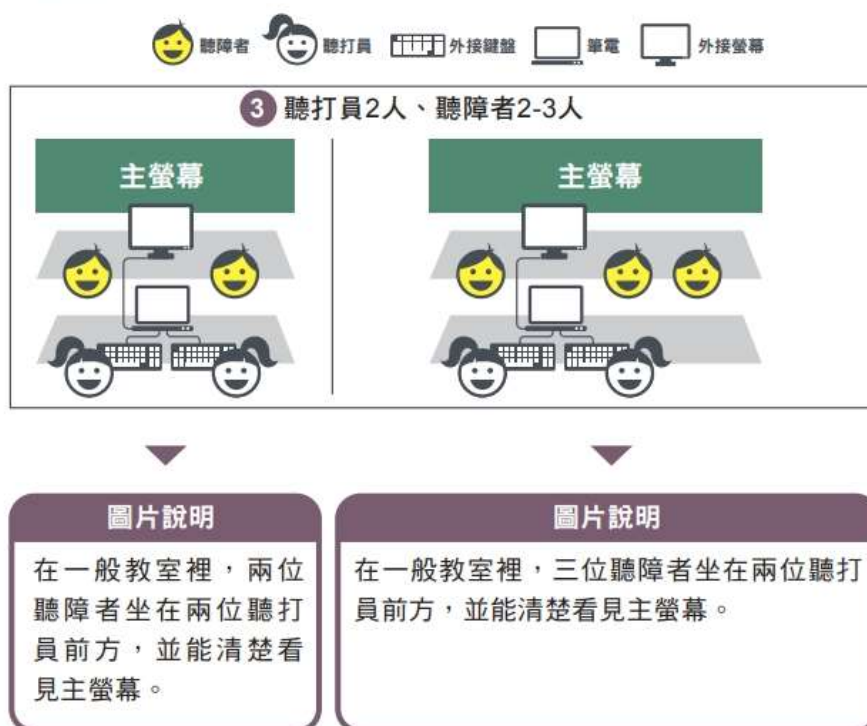 聽障者 聽打員 外接鍵盤 筆電 外接螢幕
3 聽打員2人、聽障者2-3人
主螢幕
主螢幕
圖片說明
在一般教室裡，兩位
聽障者坐在兩位聽打
員前方，並能清楚看
見主螢幕。
圖片說明
在一般教室裡，三位聽障者坐在兩位聽打
員前方，並能清楚看見主螢幕。